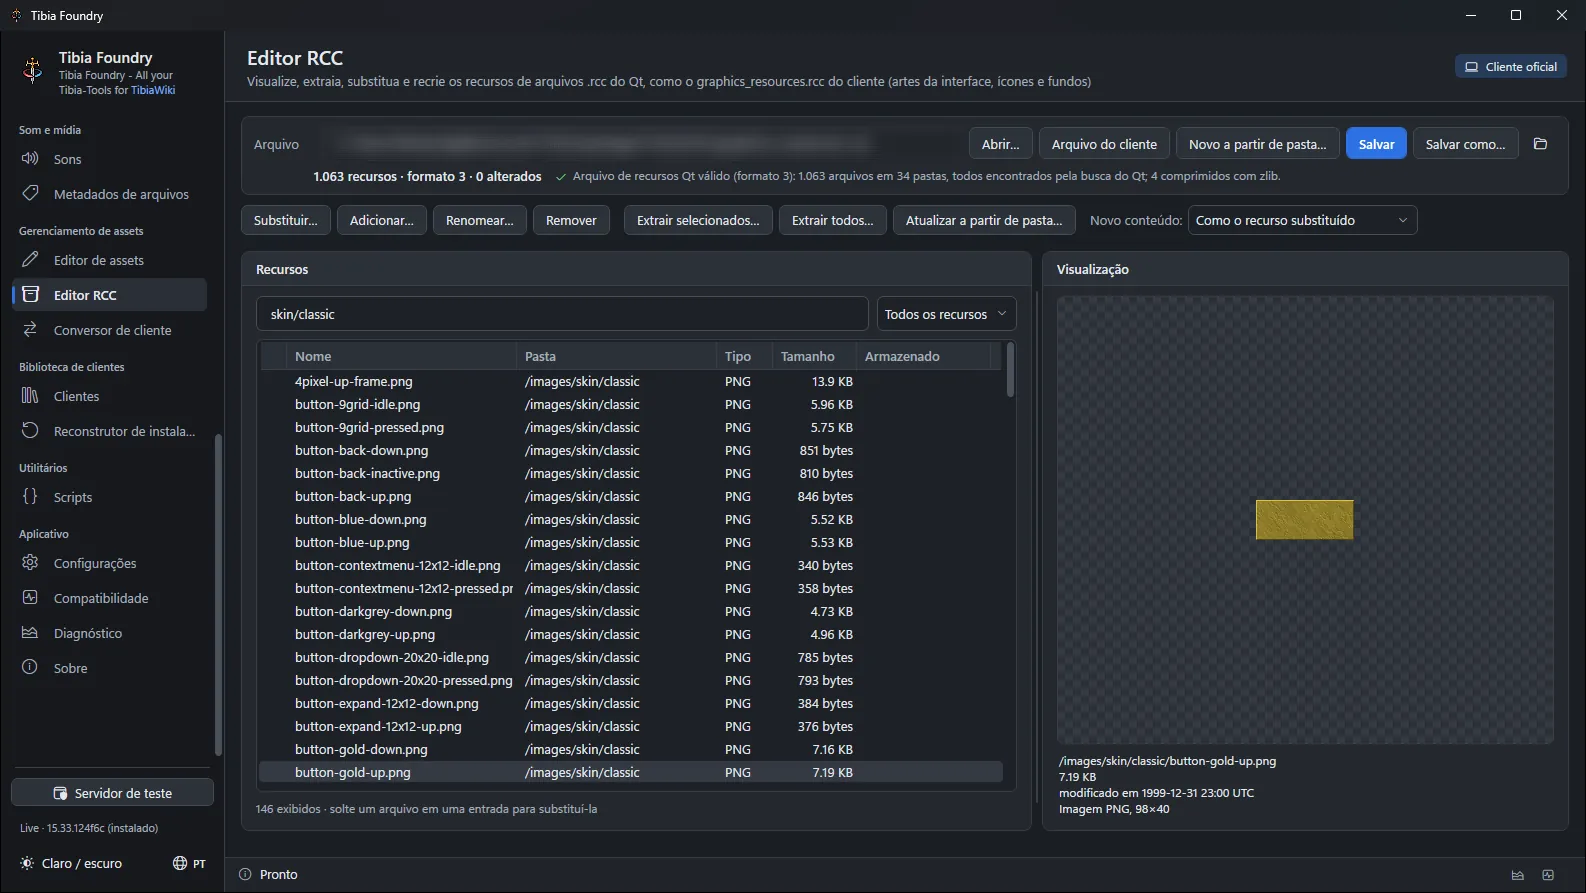 Tibia Foundry
Tibia Foundry
Tibia Foundry - All your
Tibia-Tools for TibiaWiki
Som e mídia
Sons
Metadados de arquivos
Gerenciamento de assets
Editor de assets
Editor RCC
Conversor de cliente
Biblioteca de clientes
Clientes
Reconstrutor de instala...
Utilitários
Scripts
Aplicativo
Configurações
Compatibilidade
Diagnóstico
Sobre
Servidor de teste
Live · 15.33.124f6c (instalado)
Claro / escuro
PT
Editor RCC
Visualize, extraia, substitua e recrie os recursos de arquivos .rcc do Qt, como o graphics_resources.rcc do cliente (artes da interface, ícones e fundos)
Cliente oficial
Arquivo
Abrir...
Arquivo do cliente
Novo a partir de pasta...
Salvar
Salvar como...
1.063 recursos · formato 3 · 0 alterados
Arquivo de recursos Qt válido (formato 3): 1.063 arquivos em 34 pastas, todos encontrados pela busca do Qt; 4 comprimidos com zlib.
Substituir...
Adicionar...
Renomear...
Remover
Extrair selecionados...
Extrair todos...
Atualizar a partir de pasta...
Novo conteúdo:
Como o recurso substituído
Recursos
skin/classic
Todos os recursos
Nome Pasta Tipo Tamanho Armazenado
4pixel-up-frame.png /images/skin/classic PNG 13.9 KB
button-9grid-idle.png /images/skin/classic PNG 5.96 KB
button-9grid-pressed.png /images/skin/classic PNG 5.75 KB
button-back-down.png /images/skin/classic PNG 851 bytes
button-back-inactive.png /images/skin/classic PNG 810 bytes
button-back-up.png /images/skin/classic PNG 846 bytes
button-blue-down.png /images/skin/classic PNG 5.52 KB
button-blue-up.png /images/skin/classic PNG 5.53 KB
button-contextmenu-12x12-idle.png /images/skin/classic PNG 340 bytes
button-contextmenu-12x12-pressed.pr /images/skin/classic PNG 358 bytes
button-darkgrey-down.png /images/skin/classic PNG 4.73 KB
button-darkgrey-up.png /images/skin/classic PNG 4.96 KB
button-dropdown-20x20-idle.png /images/skin/classic PNG 785 bytes
button-dropdown-20x20-pressed.png /images/skin/classic PNG 793 bytes
button-expand-12x12-down.png /images/skin/classic PNG 384 bytes
button-expand-12x12-up.png /images/skin/classic PNG 376 bytes
button-gold-down.png /images/skin/classic PNG 7.16 KB
button-gold-up.png /images/skin/classic PNG 7.19 KB
146 exibidos · solte um arquivo em uma entrada para substituí-la
Visualização
/images/skin/classic/button-gold-up.png
7.19 KB
modificado em 1999-12-31 23:00 UTC
Imagem PNG, 98×40
Pronto